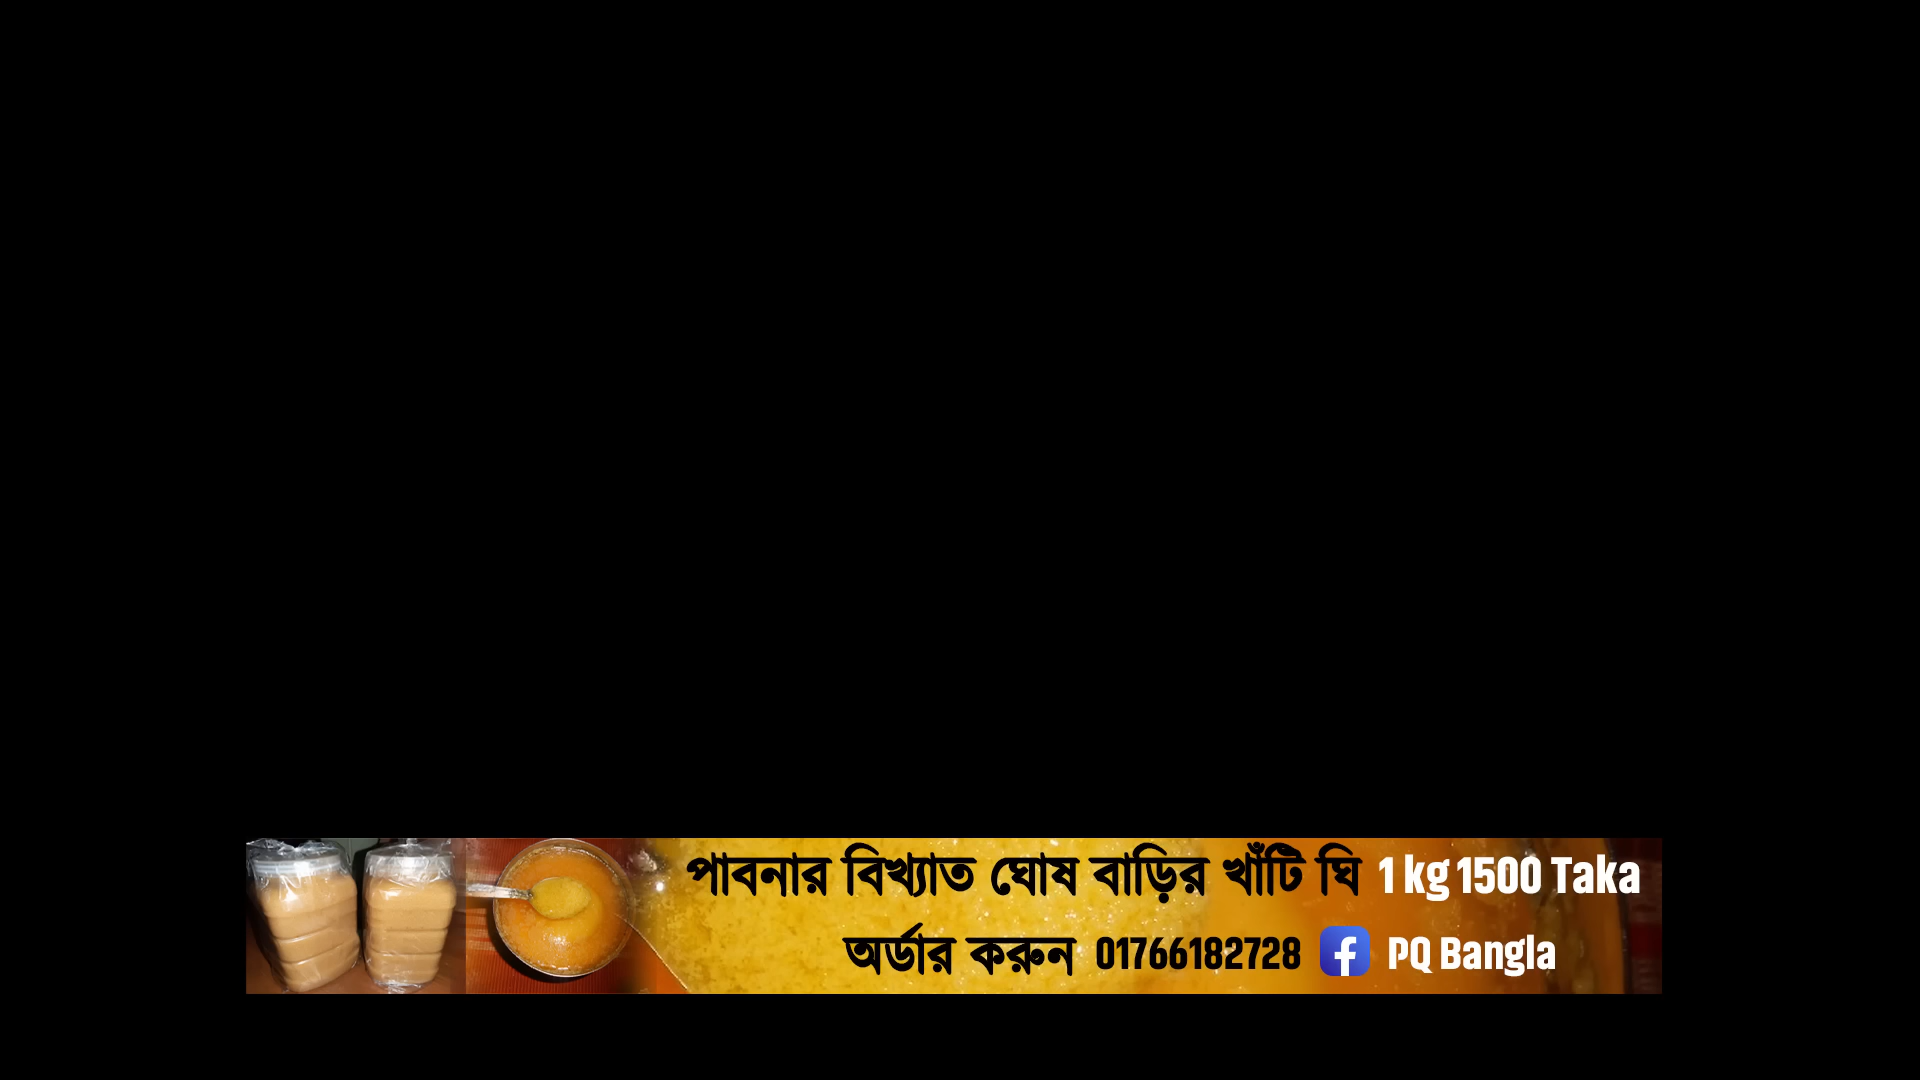 পাবনার বিখ্যাত ঘোষ বাড়ির খাঁটি ঘি 1 kg 1500 Taka
অর্ডার করুন 01766182728 f PQ Bangla